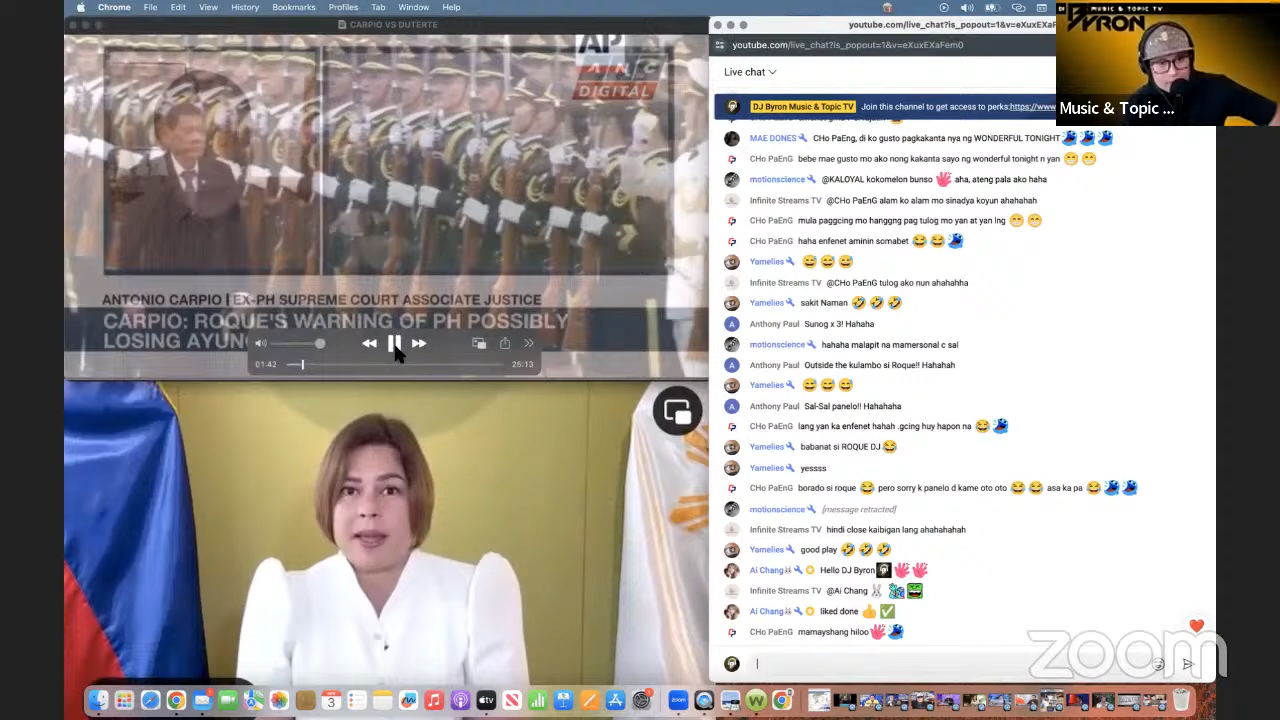 Chrome File Edit View History Bookmarks Profiles Tab Window Help
CARPIO VS DUTERTE
AP
ANC
DIGITAL
ANTONIO CARPIO | EX-PH SUPREME COURT ASSOCIATE JUSTICE
CARPIO: ROQUE'S WARNING OF PH POSSIBLY
LOSING AYUN
01:42
25:13
youtube.com/live_chat?is_popout=1&v=eXuxEXaF
youtube.com/live_chat?is_popout=1&v=eXuxEXaFem0
Live chat
DJ Byron Music & Topic TV Join this channel to get access to perks:https://www
MAE DONES CHo PaEng, di ko gusto pagkakanta nya ng WONDERFUL TONIGHT
CHo PaEnG bebe mae gusto mo ako nong kakanta sayo ng wonderful tonight n yan 😁 😁
motionscience @KALOYAL kokomelon bunso aha, ateng pala ako haha
Infinite Streams TV @CHo PaEnG alam ko alam mo sinadya koyun ahahahah
CHo PaEnG mula paggcing mo hanggng pag tulog mo yan at yan lng 😁 😁
CHo PaEnG haha enfenet aminin somabet 😂 😂
Yamelies 😅 😅 😅
Infinite Streams TV @CHo PaEnG tulog ako nun ahahahha
Yamelies sakit Naman 🤣 🤣 🤣
A Anthony Paul Sunog x 3! Hahaha
motionscience hahaha malapit na mamersonal c sal
A Anthony Paul Outside the kulambo si Roque!! Hahahah
Yamelies 😅 😅 😅
A Anthony Paul Sal-Sal panelo!! Hahahaha
CHo PaEnG lang yan ka enfenet hahah .gcing huy hapon na 😂
Yamelies babanat si ROQUE DJ 😂
Yamelies yessss
CHo PaEnG borado si roque 😂 pero sorry k panelo d kame oto oto 😂 😂 asa ka pa 😂
motionscience [message retracted]
Infinite Streams TV hindi close kaibigan lang ahahahahah
Yamelies good play 🤣 🤣 🤣
Ai Chang Hello DJ Byron
Infinite Streams TV @Ai Chang
Ai Chang liked done 👍 ✅
CHo PaEnG mamayshang hiloo
MUSIC & TOPIC TV
BYRON
Music & Topic ...
zoom